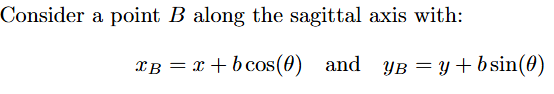 Consider a point B along the sagittal axis with:
x_B = x + b cos(θ) and y_B = y + b sin(θ)